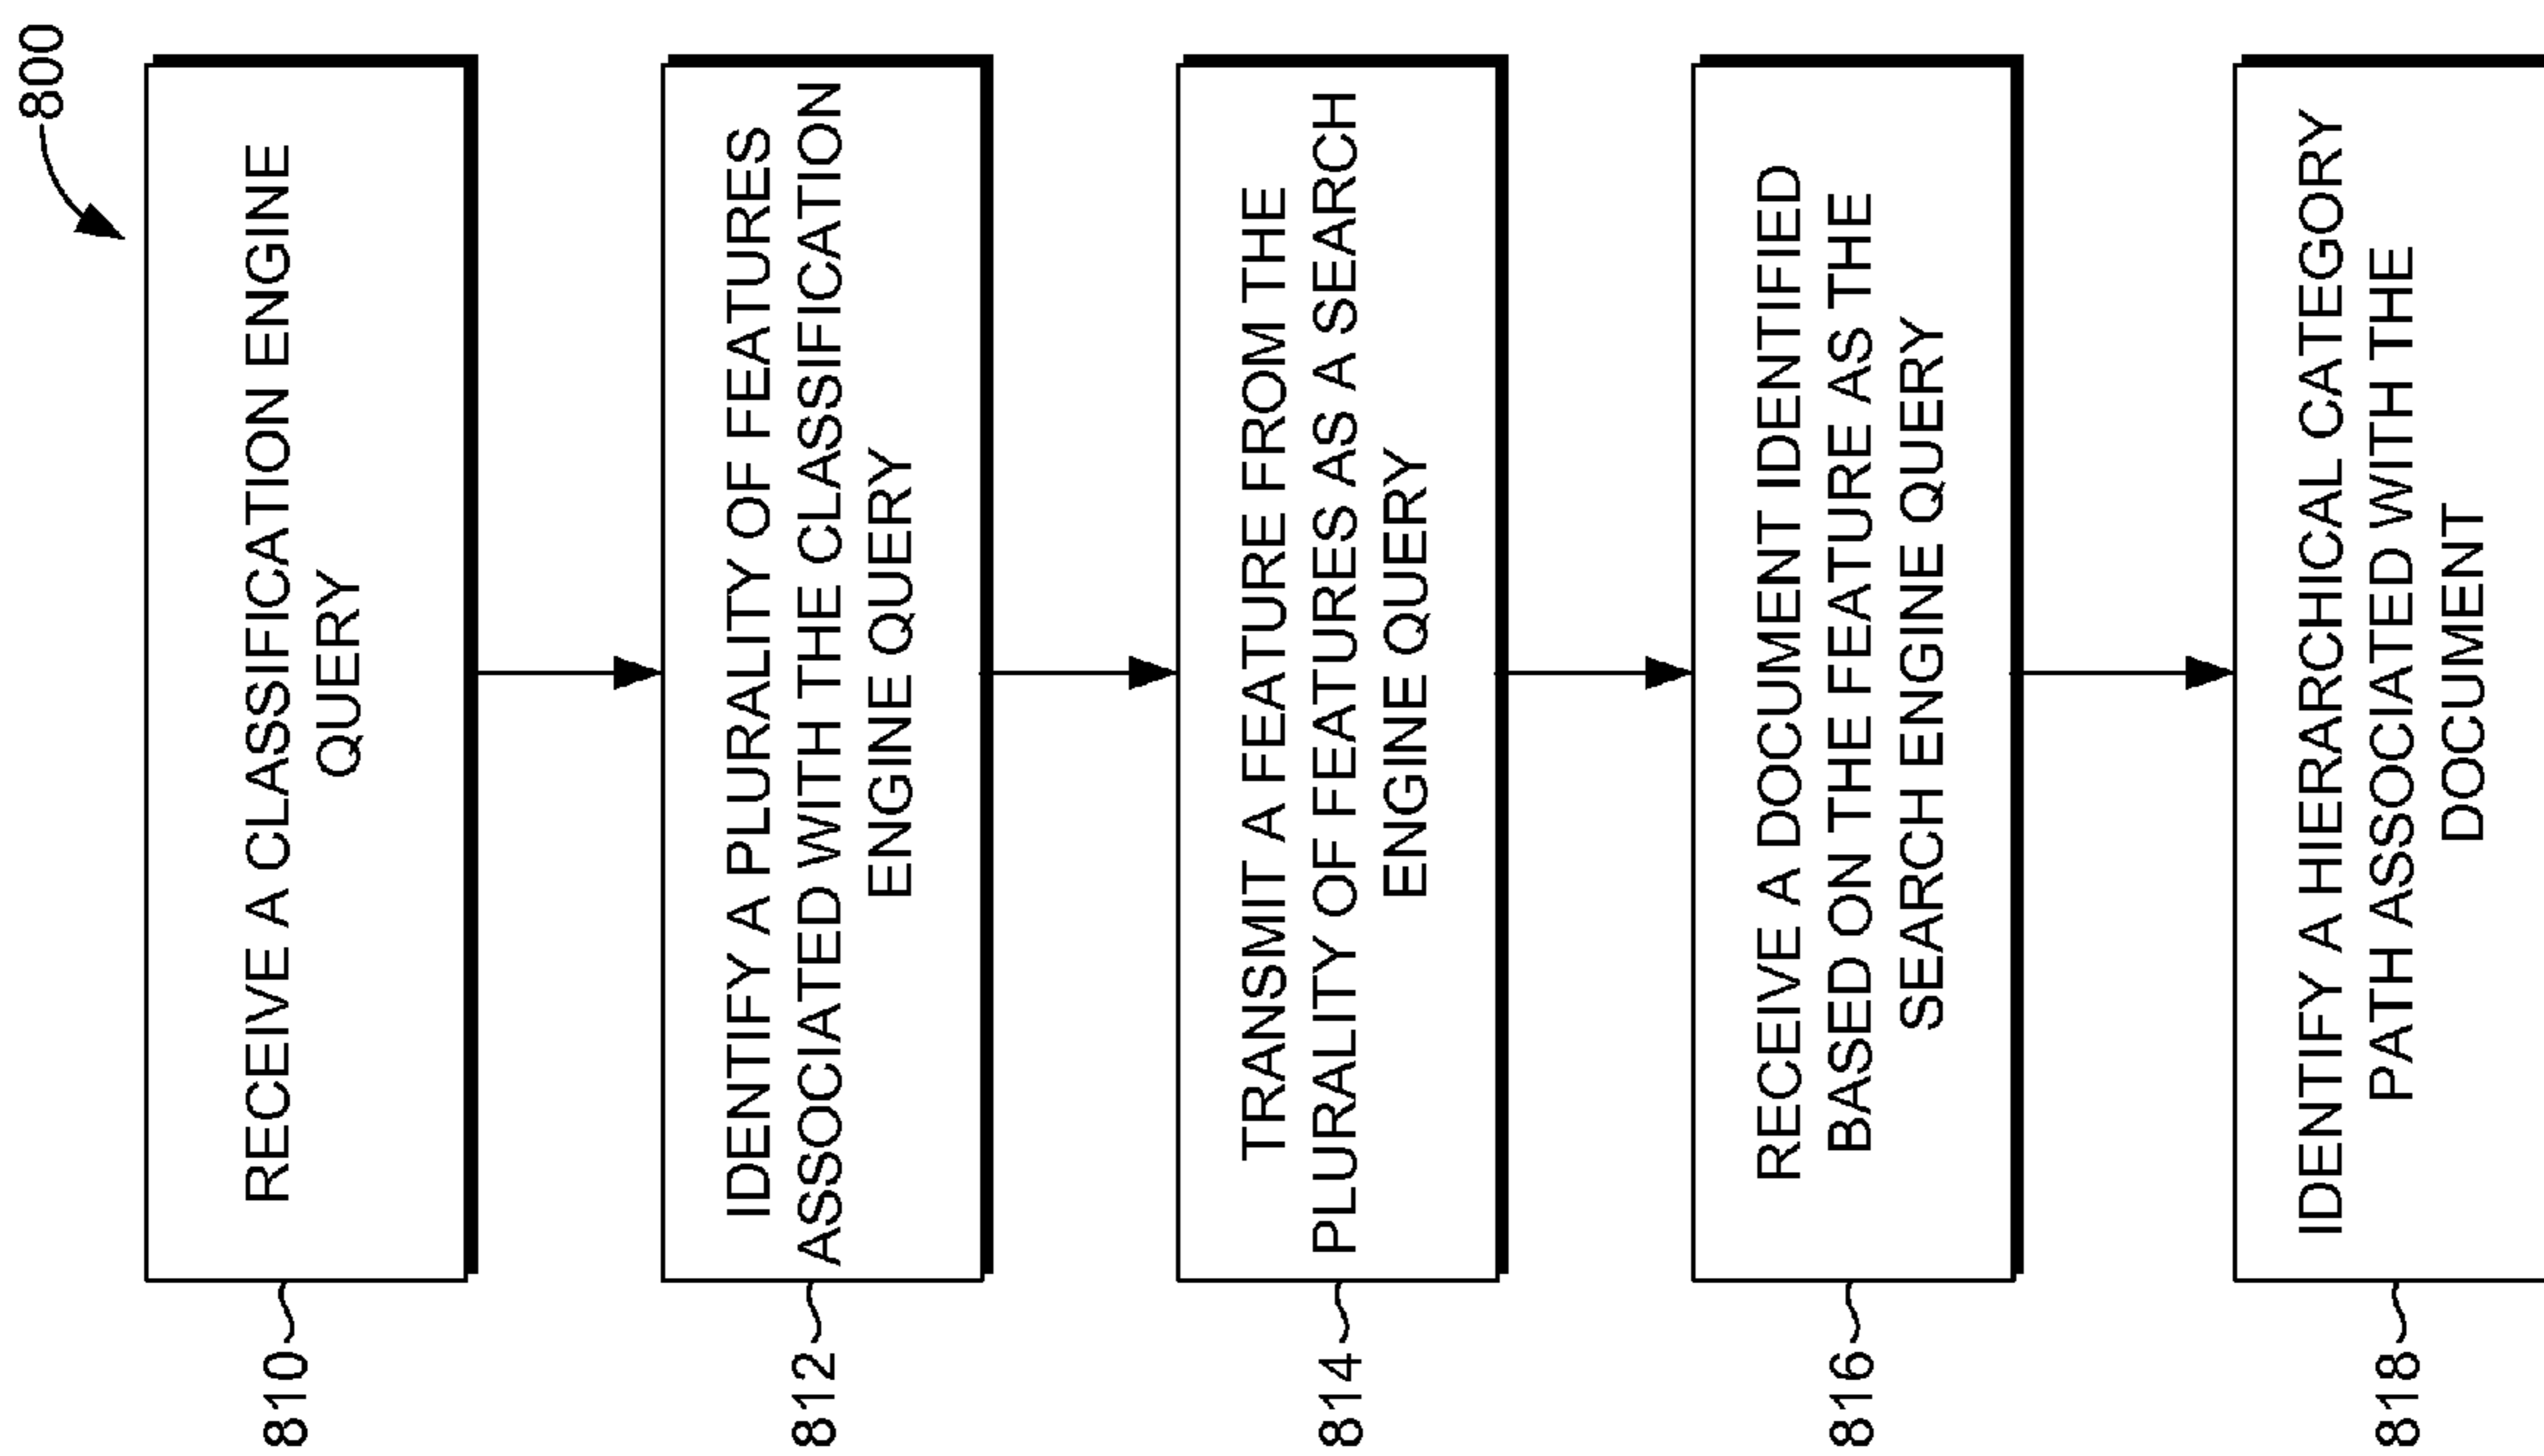 800
810
RECEIVE A CLASSIFICATION ENGINE
QUERY
812
IDENTIFY A PLURALITY OF FEATURES
ASSOCIATED WITH THE CLASSIFICATION
ENGINE QUERY
814
TRANSMIT A FEATURE FROM THE
PLURALITY OF FEATURES AS A SEARCH
ENGINE QUERY
816
RECEIVE A DOCUMENT IDENTIFIED
BASED ON THE FEATURE AS THE
SEARCH ENGINE QUERY
818
IDENTIFY A HIERARCHICAL CATEGORY
PATH ASSOCIATED WITH THE
DOCUMENT